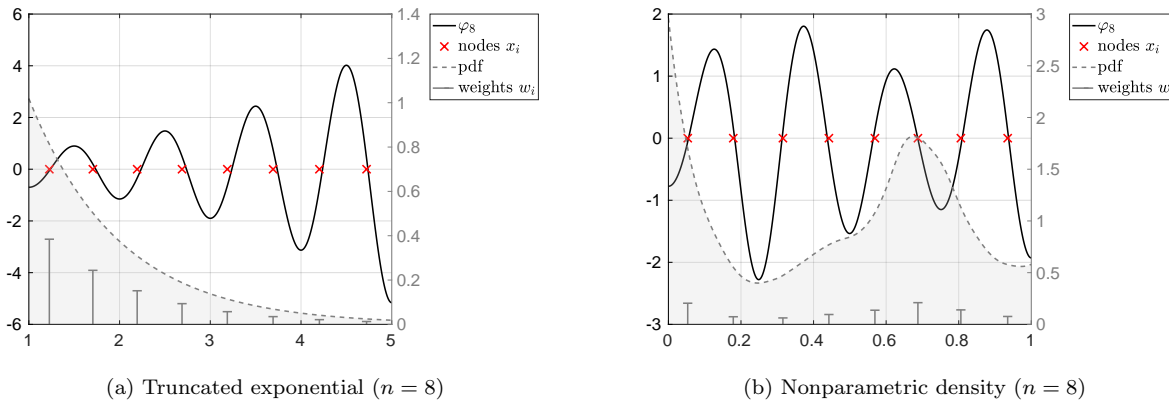 6
4
2
0
-2
-4
-6
1 2 3 4 5
1.4
1.2
1
0.8
0.6
0.4
0.2
0
φ₈
nodes xᵢ
pdf
weights wᵢ
(a) Truncated exponential (n = 8)
2
1
0
-1
-2
-3
0 0.2 0.4 0.6 0.8 1
3
2.5
2
1.5
1
0.5
0
φ₈
nodes xᵢ
pdf
weights w
(b) Nonparametric density (n = 8)